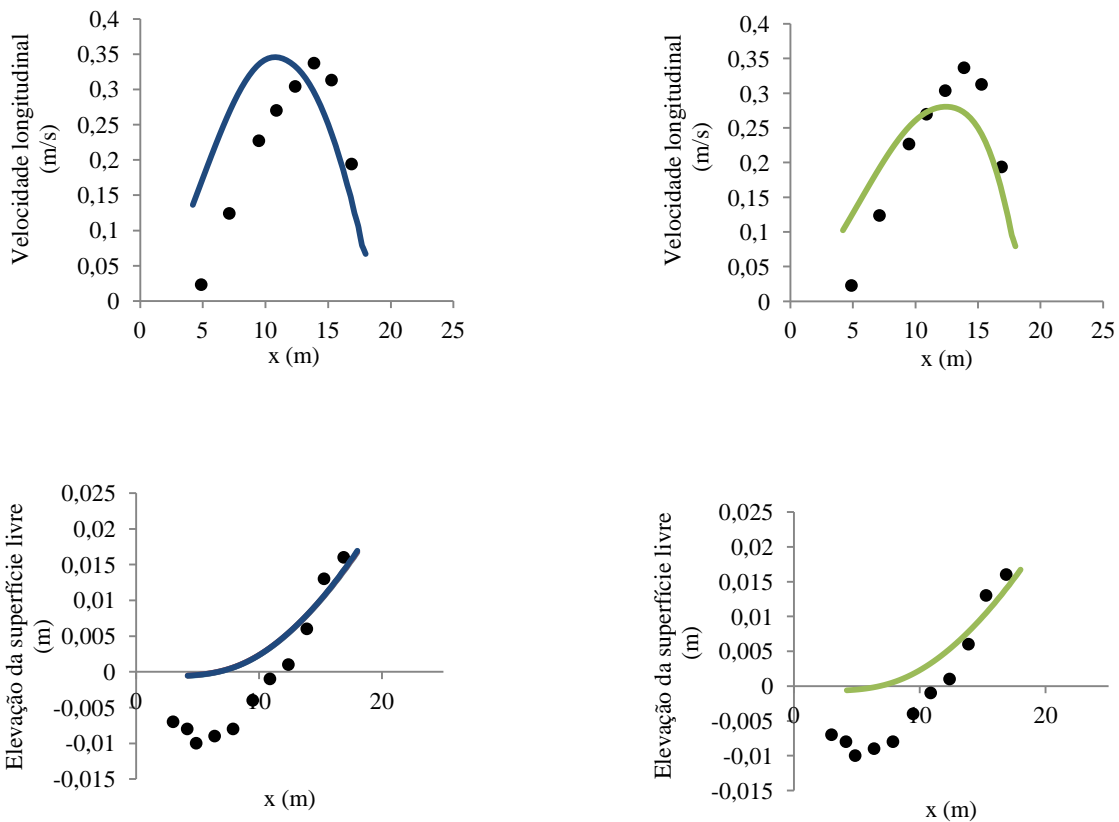 Velocidade longitudinal
(m/s)
0,4
0,35
0,3
0,25
0,2
0,15
0,1
0,05
0
0 5 10 15 20 25
x (m)
Velocidade longitudinal
(m/s)
0,4
0,35
0,3
0,25
0,2
0,15
0,1
0,05
0
0 5 10 15 20 25
x (m)
Elevação da superfície livre
(m)
0,025
0,02
0,015
0,01
0,005
0
-0,005
-0,01
-0,015
0 10 20
x (m)
Elevação da superfície livre
(m)
0,025
0,02
0,015
0,01
0,005
0
-0,005
-0,01
-0,015
0 10 20
x (m)